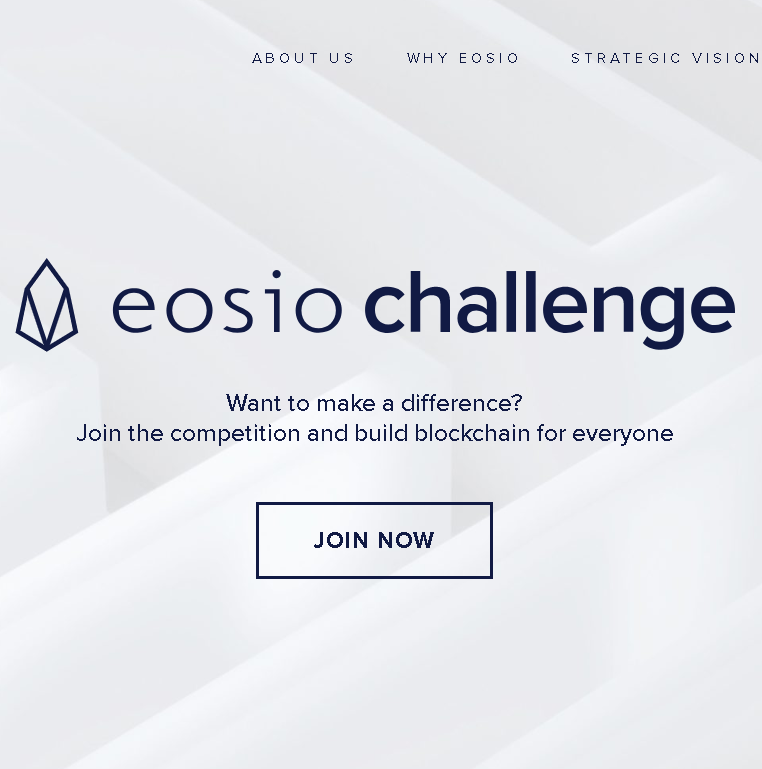 ABOUT US WHY EOSIO STRATEGIC VISION
eosio challenge
Want to make a difference?
Join the competition and build blockchain for everyone
JOIN NOW